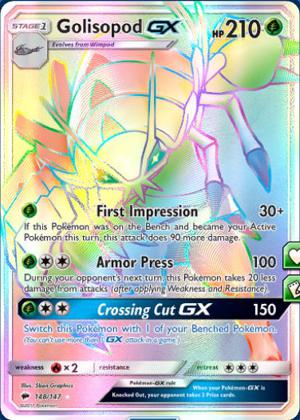 STAGE 1 Golisopod GX HP 210
Evolves from Wimpod
First Impression 30+
If this Pokémon was on the Bench and became your Active
Pokémon this turn, this attack does 90 more damage.
Armor Press 100
During your opponent's next turn, this Pokémon takes 20 less
damage from attacks (after applying Weakness and Resistance).
Crossing Cut GX 150
Switch this Pokémon with 1 of your Benched Pokémon.
(You can't use more than 1 GX attack in a game.)
weakness × 2 resistance retreat
Illus. 5ban Graphics
148/147
©2017 Pokémon
Pokémon-GX rule
When your Pokémon-GX is
Knocked Out, your opponent takes 2 Prize cards.